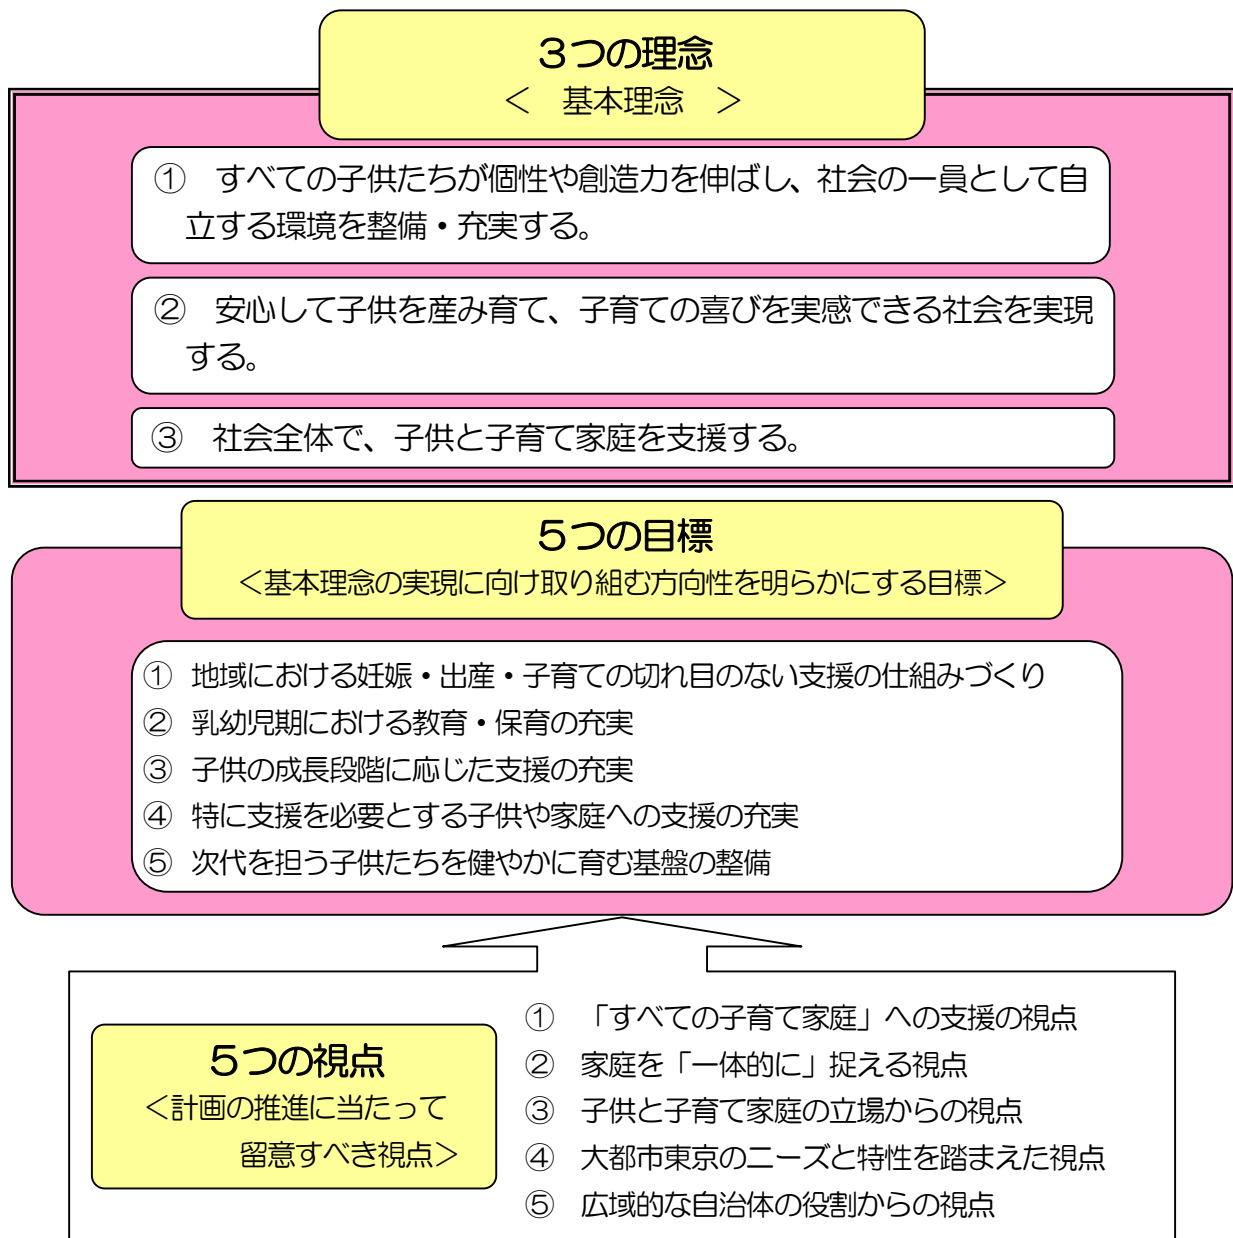 3つの理念
＜　基本理念　＞
①　すべての子供たちが個性や創造力を伸ばし、社会の一員として自
立する環境を整備・充実する。
②　安心して子供を産み育て、子育ての喜びを実感できる社会を実現
する。
③　社会全体で、子供と子育て家庭を支援する。
5つの目標
＜基本理念の実現に向け取り組む方向性を明らかにする目標＞
① 地域における妊娠・出産・子育ての切れ目のない支援の仕組みづくり
② 乳幼児期における教育・保育の充実
③ 子供の成長段階に応じた支援の充実
④ 特に支援を必要とする子供や家庭への支援の充実
⑤ 次代を担う子供たちを健やかに育む基盤の整備
5つの視点
＜計画の推進に当たって
留意すべき視点＞
①　「すべての子育て家庭」への支援の視点
②　家庭を「一体的に」捉える視点
③　子供と子育て家庭の立場からの視点
④　大都市東京のニーズと特性を踏まえた視点
⑤　広域的な自治体の役割からの視点